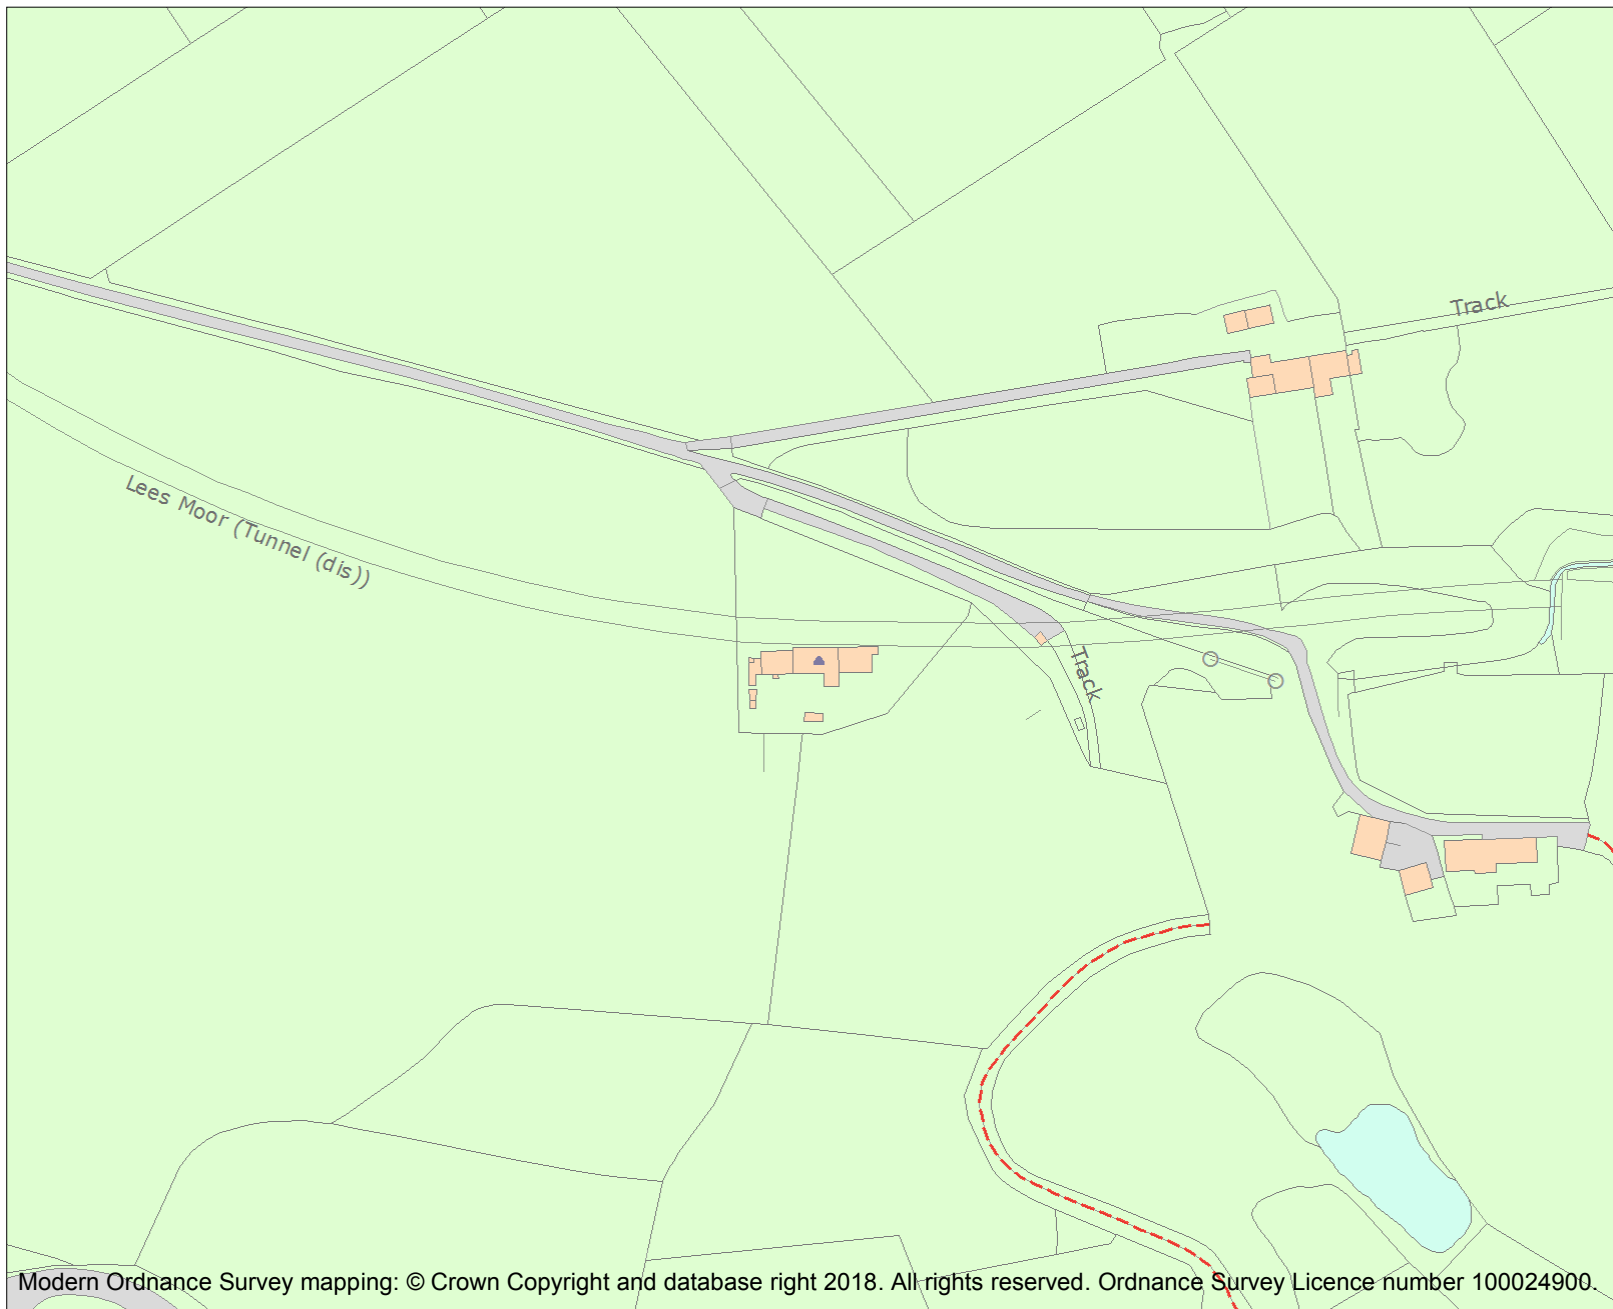 Track
Lees Moor (Tunnel (dis))
Track
Modern Ordnance Survey mapping: © Crown Copyright and database right 2018. All rights reserved. Ordnance Survey Licence number 100024900.